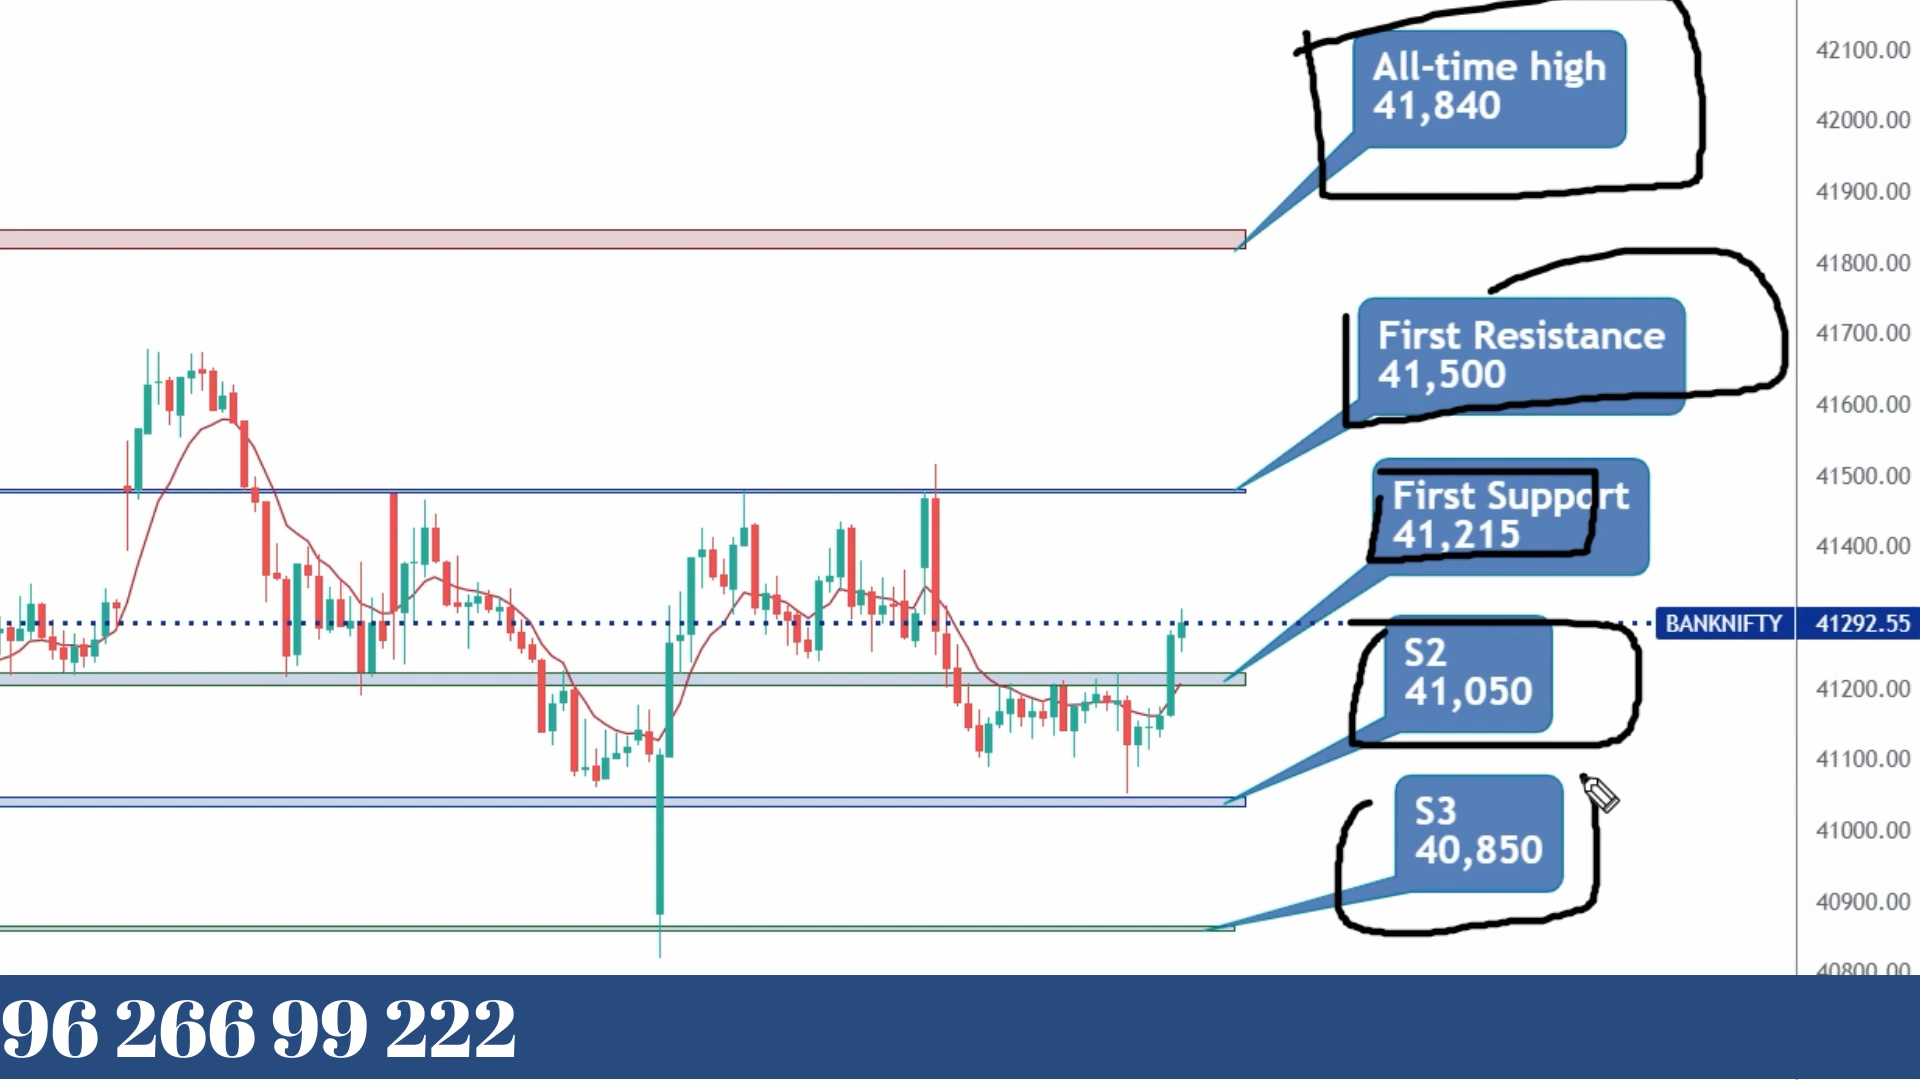 All-time high
41,840
First Resistance
41,500
First Support
41,215
S2
41,050
S3
40,850
42100.00
42000.00
41900.00
41800.00
41700.00
41600.00
41500.00
41400.00
BANKNIFTY 41292.55
41200.00
41100.00
41000.00
40900.00
40800.00
96 266 99 222